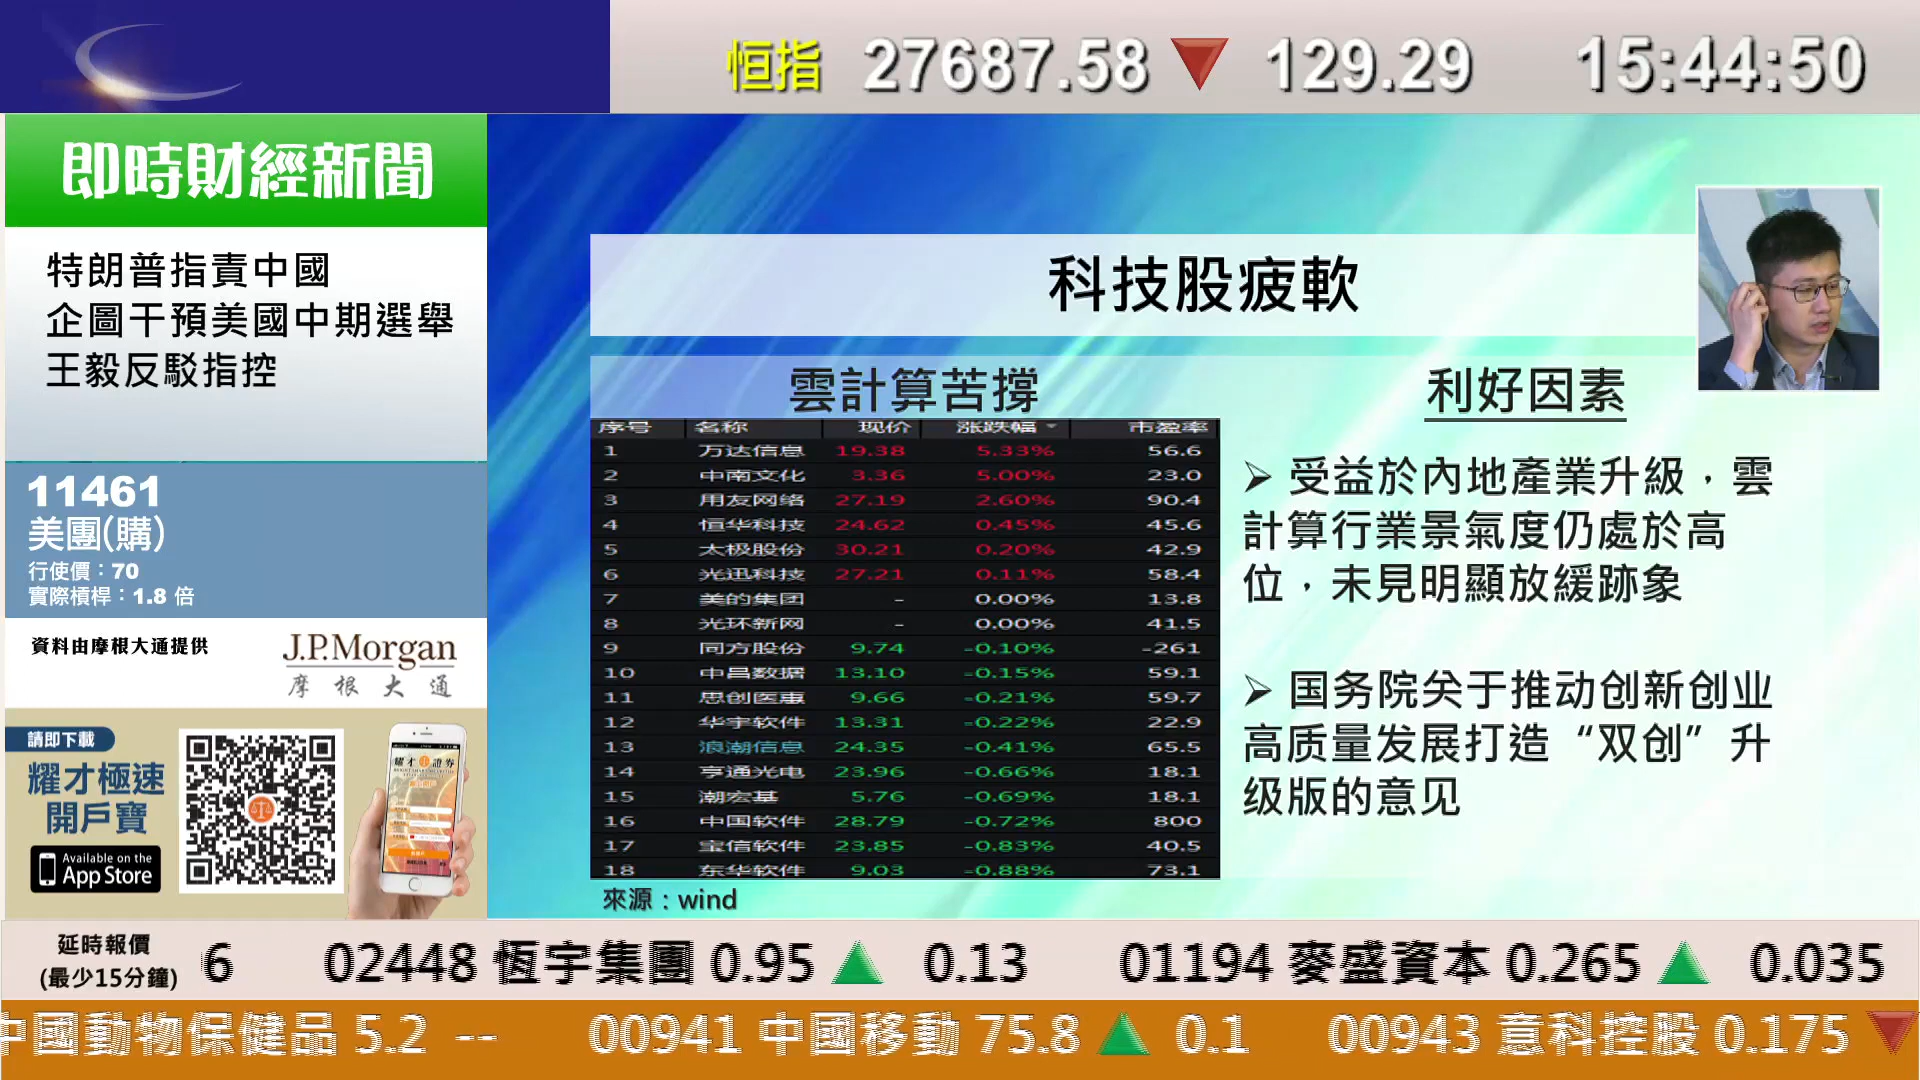 恒指 27687.58 ▼ 129.29 15:44:50
即時財經新聞
特朗普指責中國
企圖干預美國中期選舉
王毅反駁指控
11461
美團(購)
行使價：70
實際槓桿：1.8 倍
資料由摩根大通提供
J.P.Morgan
摩根大通
請即下載
耀才極速
開戶寶
Available on the
App Store
耀才證券
科技股疲軟
雲計算苦撐
序号 名称 现价 涨跌幅 市盈率
1 万达信息 19.38 5.33% 56.6
2 中南文化 3.36 5.00% 23.0
3 用友网络 27.19 2.60% 90.4
4 恒华科技 24.62 0.45% 45.6
5 太极股份 30.21 0.20% 42.9
6 光迅科技 27.21 0.11% 58.4
7 美的集团 - 0.00% 13.8
8 光环新网 - 0.00% 41.5
9 同方股份 9.74 -0.10% -261
10 中昌数据 13.10 -0.15% 59.1
11 思创医惠 9.66 -0.21% 59.7
12 华宇软件 13.31 -0.22% 22.9
13 浪潮信息 24.35 -0.41% 65.5
14 亨通光电 23.96 -0.66% 18.1
15 潮宏基 5.76 -0.69% 18.1
16 中国软件 28.79 -0.72% 800
17 宝信软件 23.85 -0.83% 40.5
18 东华软件 9.03 -0.88% 73.1
來源：wind
利好因素
➢ 受益於內地產業升級，雲
計算行業景氣度仍處於高
位，未見明顯放緩跡象
➢ 国务院关于推动创新创业
高质量发展打造“双创”升
级版的意见
延時報價
(最少15分鐘)
6 02448 恆宇集團 0.95 ▲ 0.13 01194 麥盛資本 0.265 ▲ 0.035
中國動物保健品 5.2 -- 00941 中國移動 75.8 ▲ 0.1 00943 意科控股 0.175 ▼